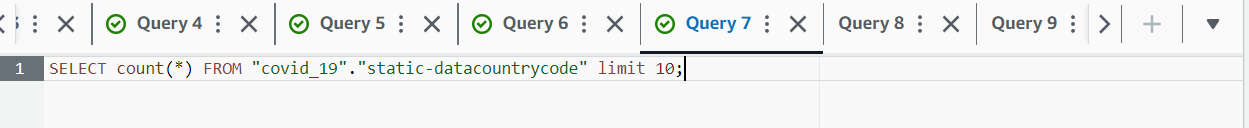 Query 4 Query 5 Query 6 Query 7 Query 8 Query 9
1 SELECT count(*) FROM "covid_19"."static-datacountrycode" limit 10;